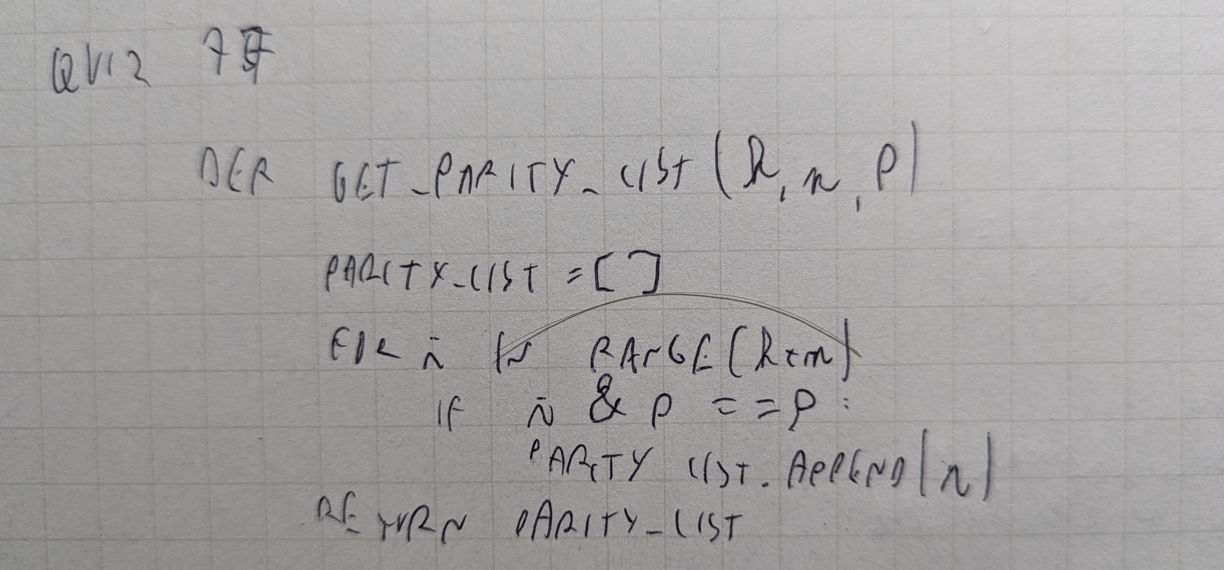 QUIZ 7
DEF GET_PARITY_LIST(k, n, p)
PARITY_LIST = []
FOR i IN RANGE(k+n)
IF i & p == p :
PARITY LIST.APPEND(i)
RETURN PARITY_LIST